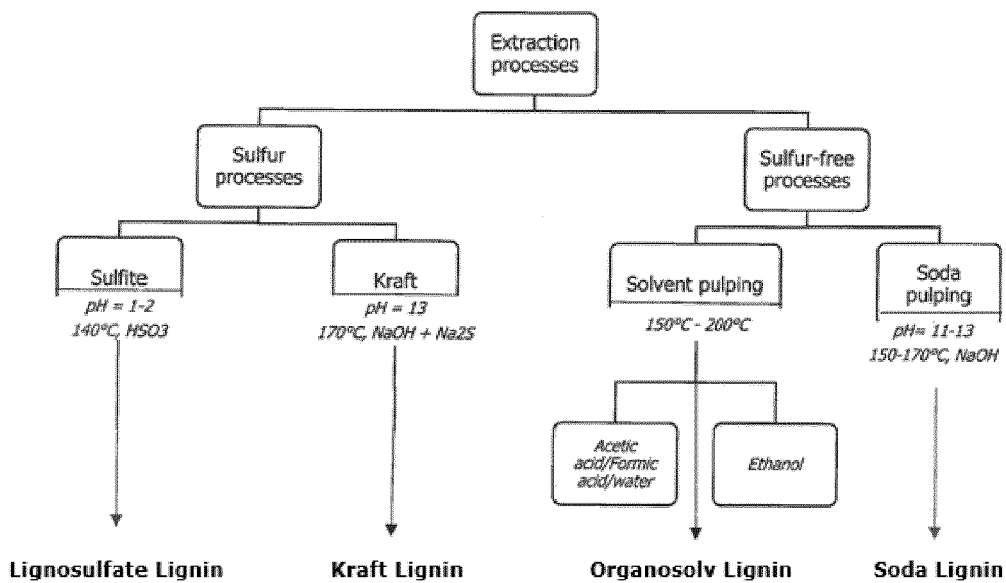 Extraction
processes
Sulfur
processes
Sulfur-free
processes
Sulfite
pH = 1-2
140°C, HSO3
Kraft
pH = 13
170°C, NaOH + Na2S
Solvent pulping
150°C - 200°C
Soda
pulping
pH= 11-13
150-170°C, NaOH
Acetic
acid/Formic
acid/water
Ethanol
Lignosulfate Lignin
Kraft Lignin
Organosolv Lignin
Soda Lignin